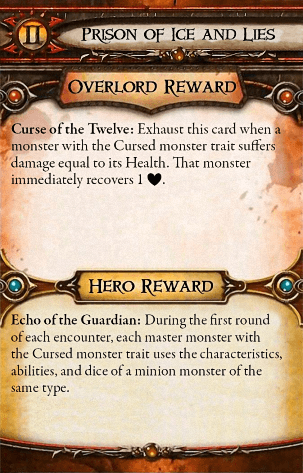 II
Prison of Ice and Lies
Overlord Reward
Curse of the Twelve: Exhaust this card when a
monster with the Cursed monster trait suffers
damage equal to its Health. That monster
immediately recovers 1 ♥.
Hero Reward
Echo of the Guardian: During the first round
of each encounter, each master monster with
the Cursed monster trait uses the characteristics,
abilities, and dice of a minion monster of the
same type.